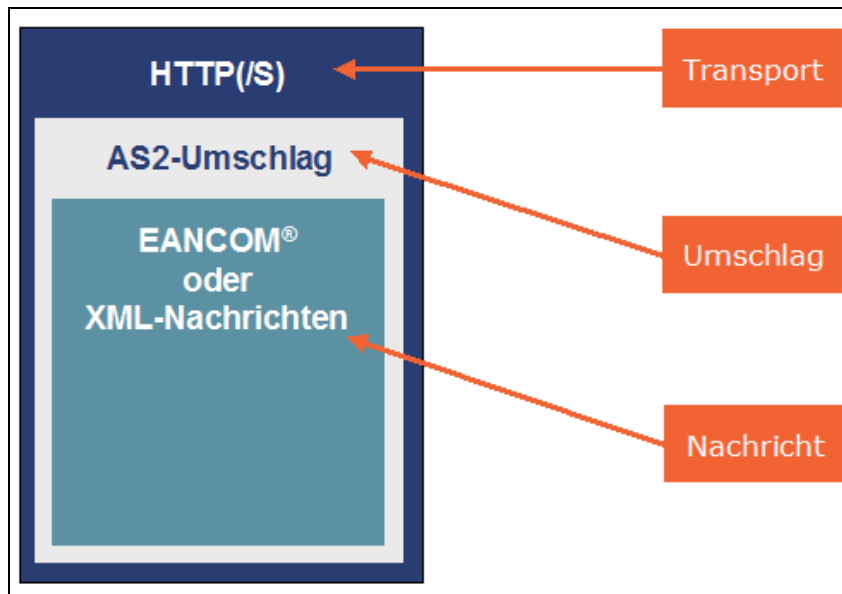 HTTP(/S)
Transport
AS2-Umschlag
EANCOM®
oder
XML-Nachrichten
Umschlag
Nachricht